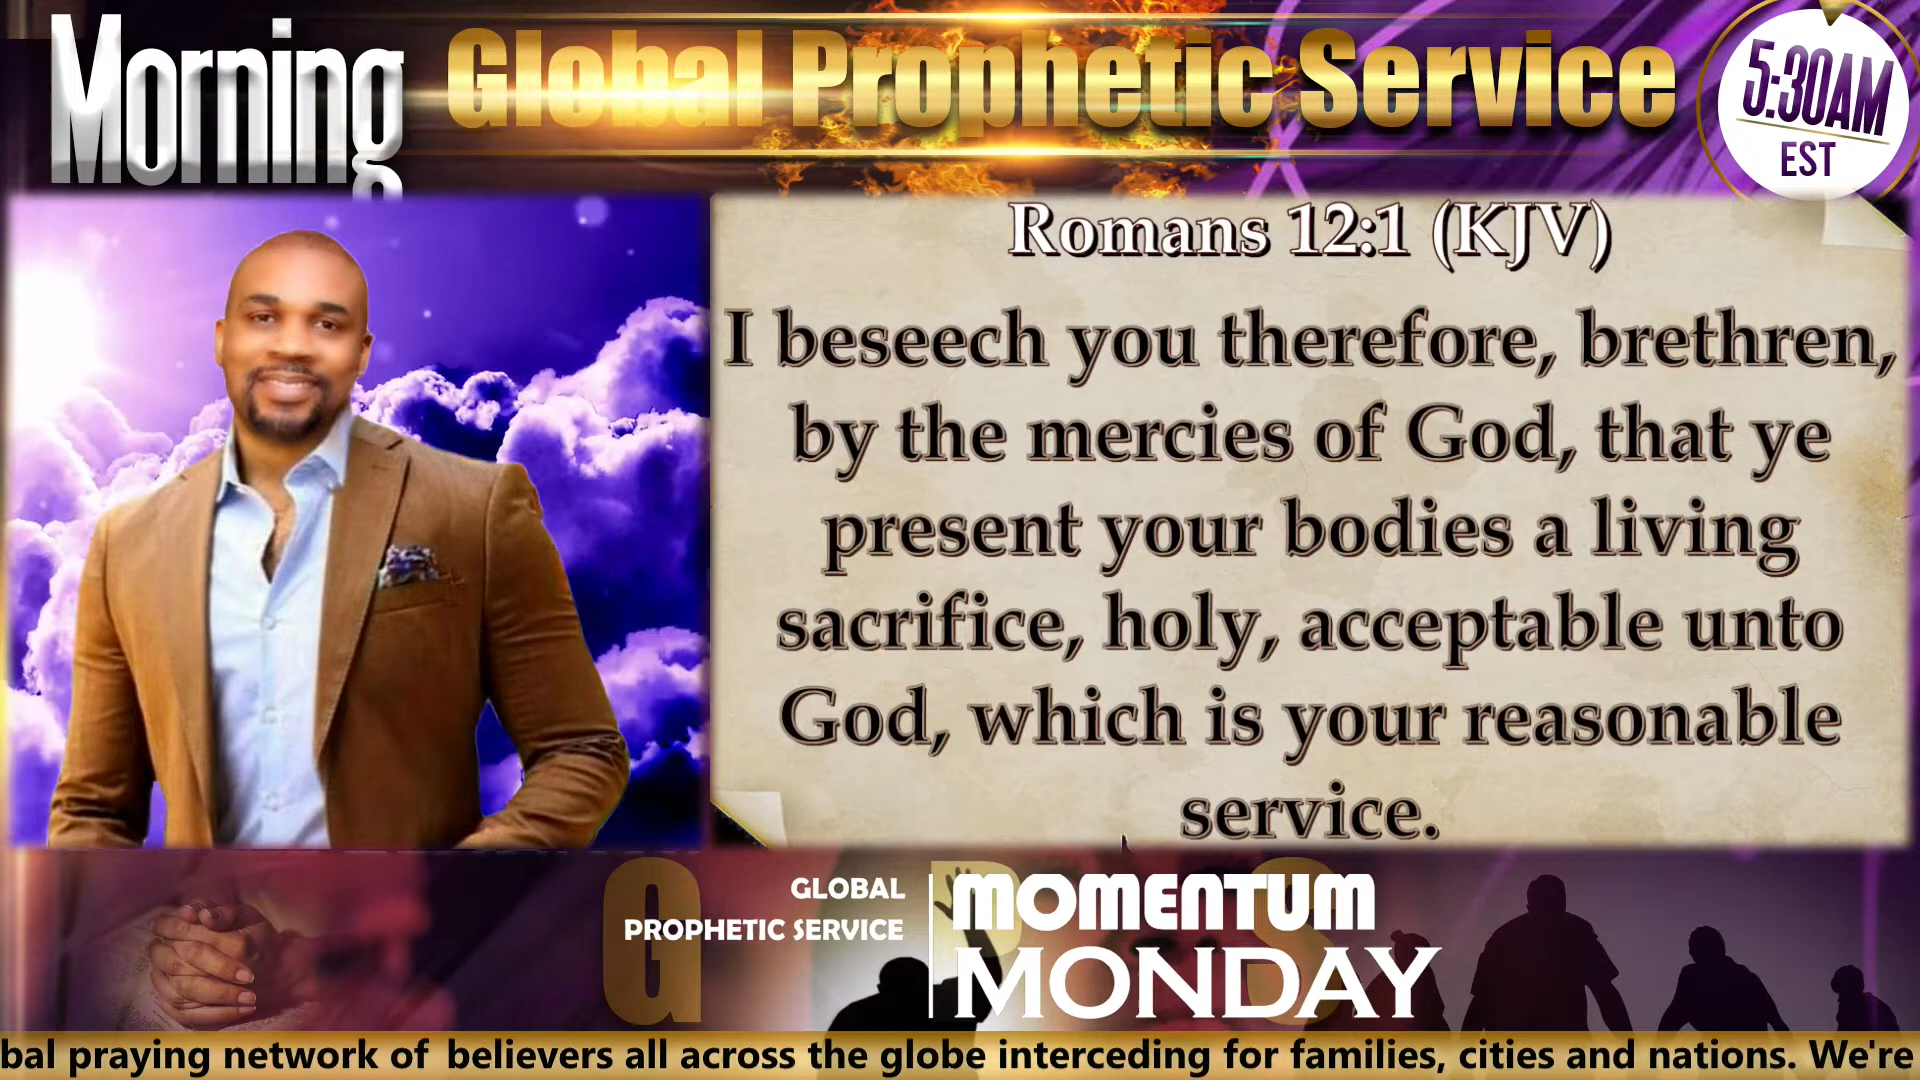 Morning
Global Prophetic Service
5:30AM
EST
Romans 12:1 (KJV)
I beseech you therefore, brethren,
by the mercies of God, that ye
present your bodies a living
sacrifice, holy, acceptable unto
God, which is your reasonable
service.
G P S
GLOBAL
PROPHETIC SERVICE
MOMENTUM
MONDAY
bal praying network of believers all across the globe interceding for families, cities and nations. We're